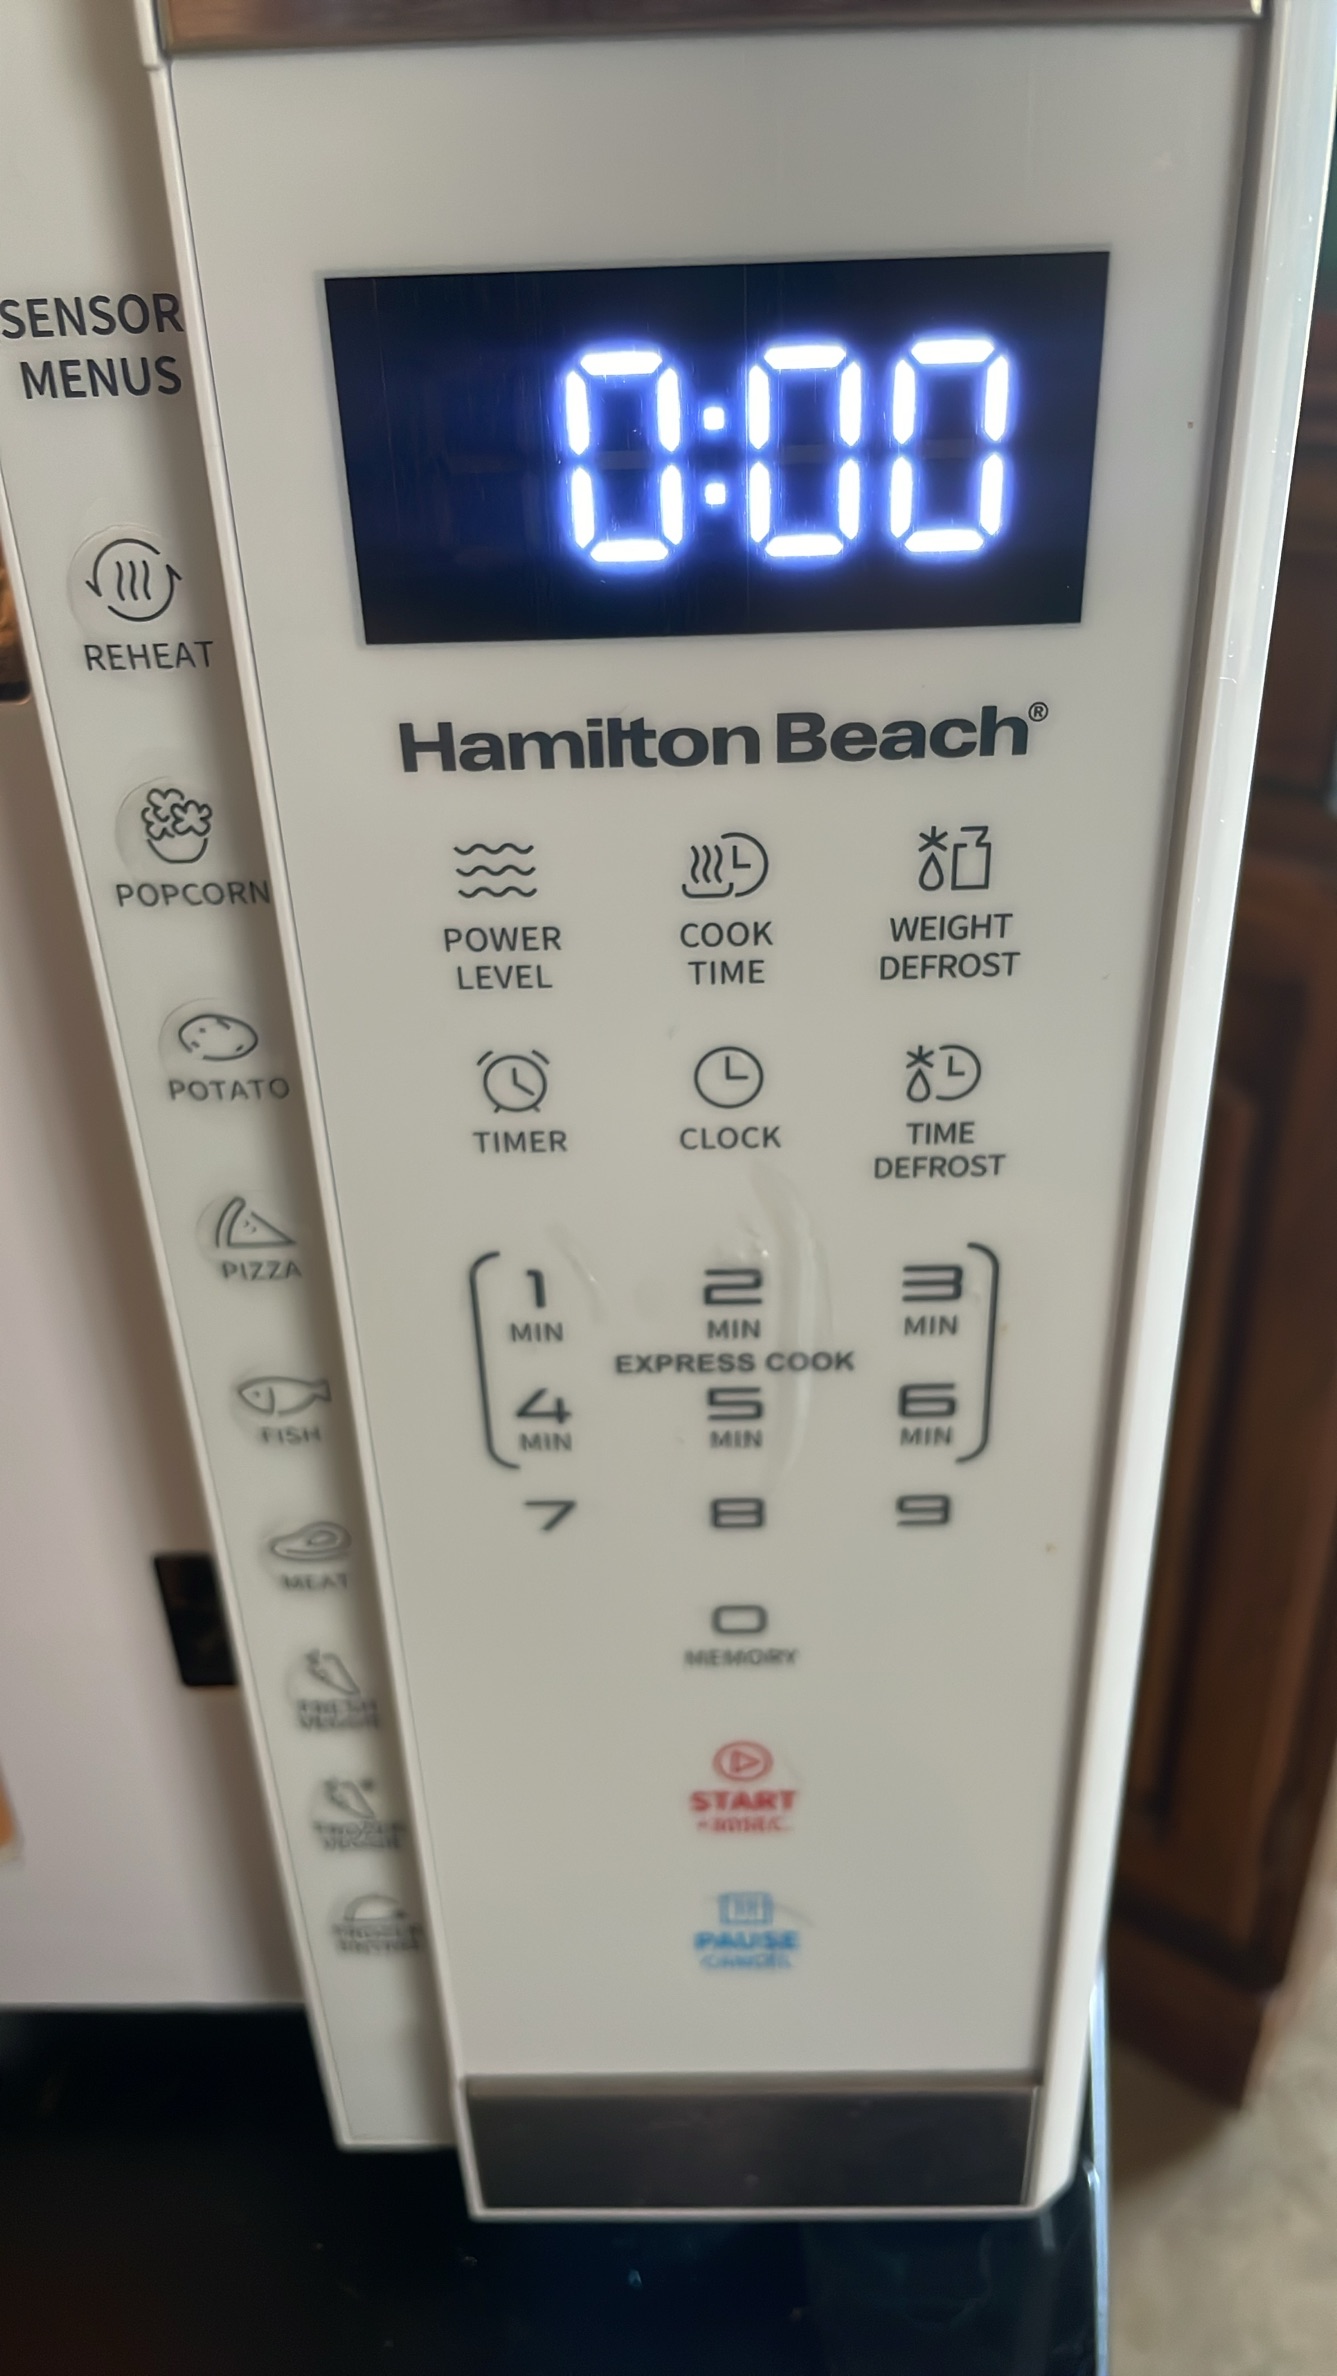 SENSOR
MENUS
REHEAT
POPCORN
POTATO
PIZZA
FISH
MEAT
FRESH
VEGGIE
0:00
Hamilton Beach®
POWER
LEVEL
COOK
TIME
WEIGHT
DEFROST
TIMER
CLOCK
TIME
DEFROST
1
MIN
2
MIN
3
MIN
EXPRESS COOK
4
MIN
5
MIN
6
MIN
7
8
9
0
MEMORY
START
PAUSE
CANCEL